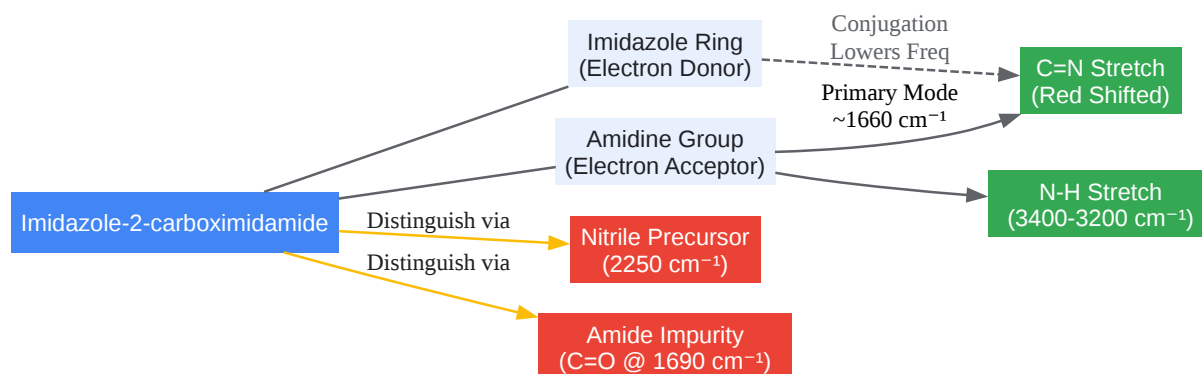 Imidazole Ring
(Electron Donor)
Conjugation
Lowers Freq
C=N Stretch
(Red Shifted)
Primary Mode
~1660 cm⁻¹
Amidine Group
(Electron Acceptor)
N-H Stretch
(3400-3200 cm⁻¹)
Imidazole-2-carboximidamide
Distinguish via
Nitrile Precursor
(2250 cm⁻¹)
Distinguish via
Amide Impurity
(C=O @ 1690 cm⁻¹)